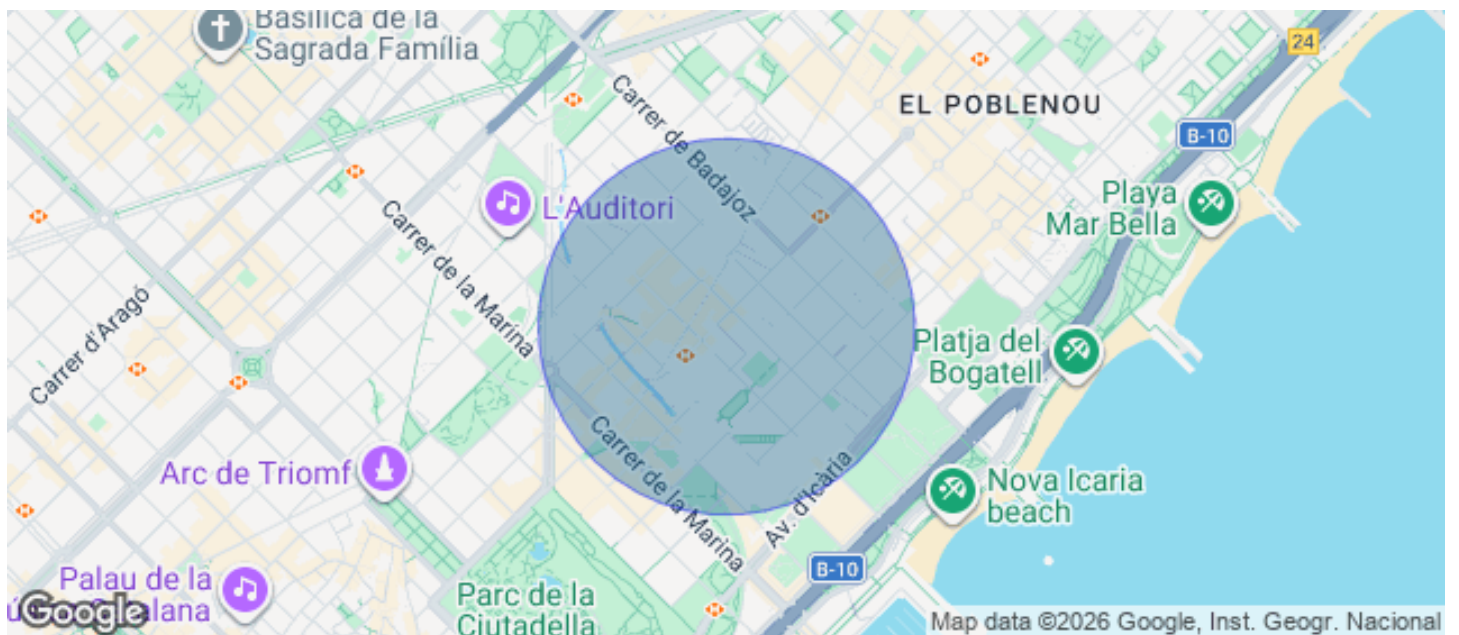 Basílica de la
Sagrada Família
24
Carrer de Badajoz
EL POBLENOU
B-10
Playa
Mar Bella
L'Auditori
Carrer de la Marina
Carrer d'Aragó
Platja del
Bogatell
Arc de Triomf
Carrer de la Marina
Av. d'Icària
Nova Icaria
beach
B-10
Palau de la
Parc de la
Ciutadella
Google
Map data ©2026 Google, Inst. Geogr. Nacional